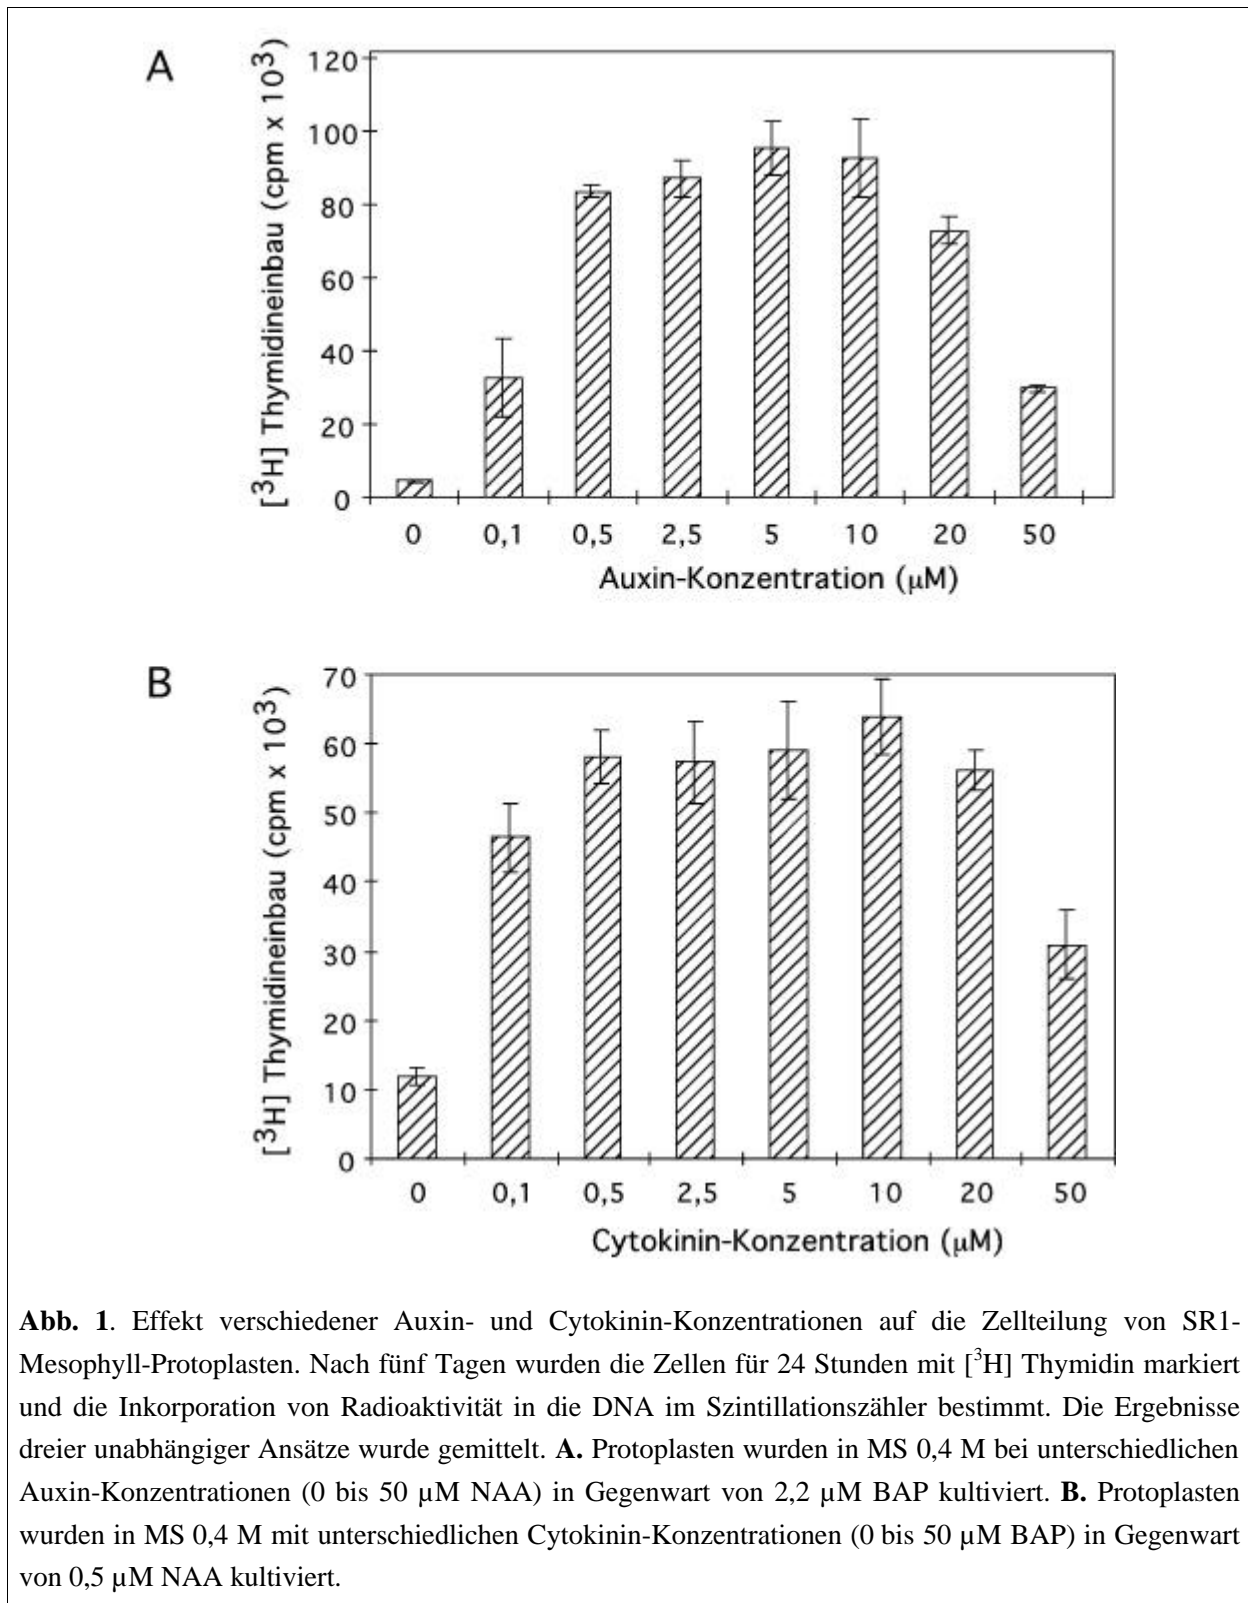 A
[³H] Thymidineinbau (cpm x 10³)
120
100
80
60
40
20
0
0 0,1 0,5 2,5 5 10 20 50
Auxin-Konzentration (µM)
B
[³H] Thymidineinbau (cpm x 10³)
70
60
50
40
30
20
10
0
0 0,1 0,5 2,5 5 10 20 50
Cytokinin-Konzentration (µM)
Abb. 1. Effekt verschiedener Auxin- und Cytokinin-Konzentrationen auf die Zellteilung von SR1-
Mesophyll-Protoplasten. Nach fünf Tagen wurden die Zellen für 24 Stunden mit [³H] Thymidin markiert
und die Inkorporation von Radioaktivität in die DNA im Szintillationszähler bestimmt. Die Ergebnisse
dreier unabhängiger Ansätze wurde gemittelt. A. Protoplasten wurden in MS 0,4 M bei unterschiedlichen
Auxin-Konzentrationen (0 bis 50 µM NAA) in Gegenwart von 2,2 µM BAP kultiviert. B. Protoplasten
wurden in MS 0,4 M mit unterschiedlichen Cytokinin-Konzentrationen (0 bis 50 µM BAP) in Gegenwart
von 0,5 µM NAA kultiviert.